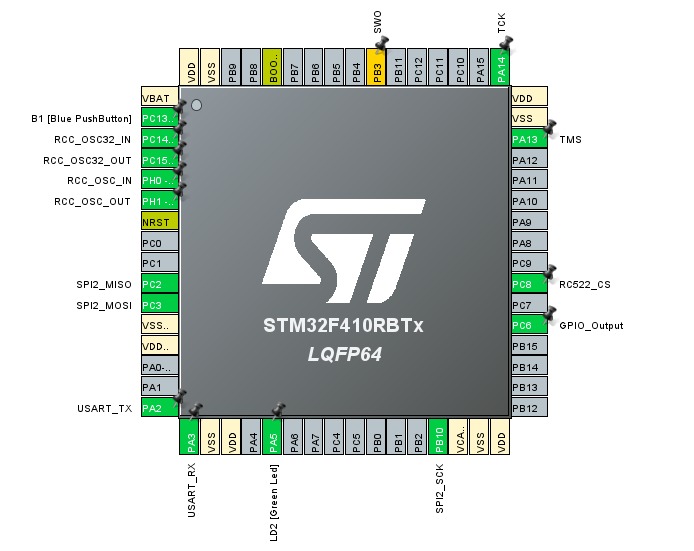 SWO
TCK
VDD
VSS
PB9
PB8
BOO..
PB7
PB6
PB5
PB4
PB3
PB11
PC12
PC11
PC10
PA15
PA14
VBAT
VDD
B1 [Blue PushButton]
PC13..
VSS
RCC_OSC32_IN
PC14..
PA13
TMS
RCC_OSC32_OUT
PC15..
PA12
RCC_OSC_IN
PH0 -..
PA11
RCC_OSC_OUT
PH1 -..
PA10
NRST
PA9
PC0
PA8
PC1
PC9
SPI2_MISO
PC2
PC8
RC522_CS
SPI2_MOSI
PC3
PC7
VSS..
PC6
GPIO_Output
VDD..
PB15
PA0-..
PB14
PA1
PB13
USART_TX
PA2
PB12
ST
STM32F410RBTx
LQFP64
PA3
VSS
VDD
PA4
PA5
PA6
PA7
PC4
PC5
PB0
PB1
PB2
PB10
VCA..
VSS
VDD
USART_RX
LD2 [Green Led]
SPI2_SCK